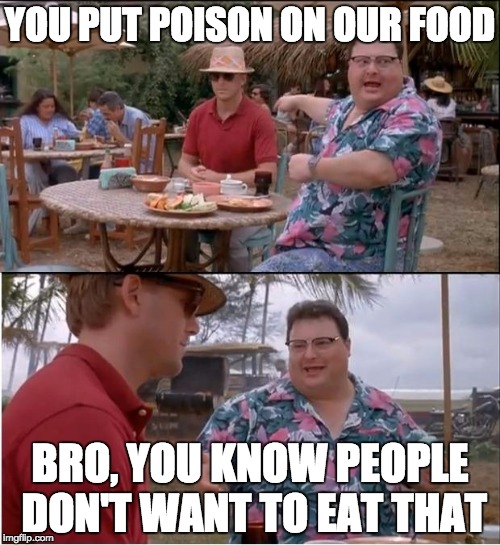 YOU PUT POISON ON OUR FOOD
BRO, YOU KNOW PEOPLE
DON'T WANT TO EAT THAT
imgflip.com